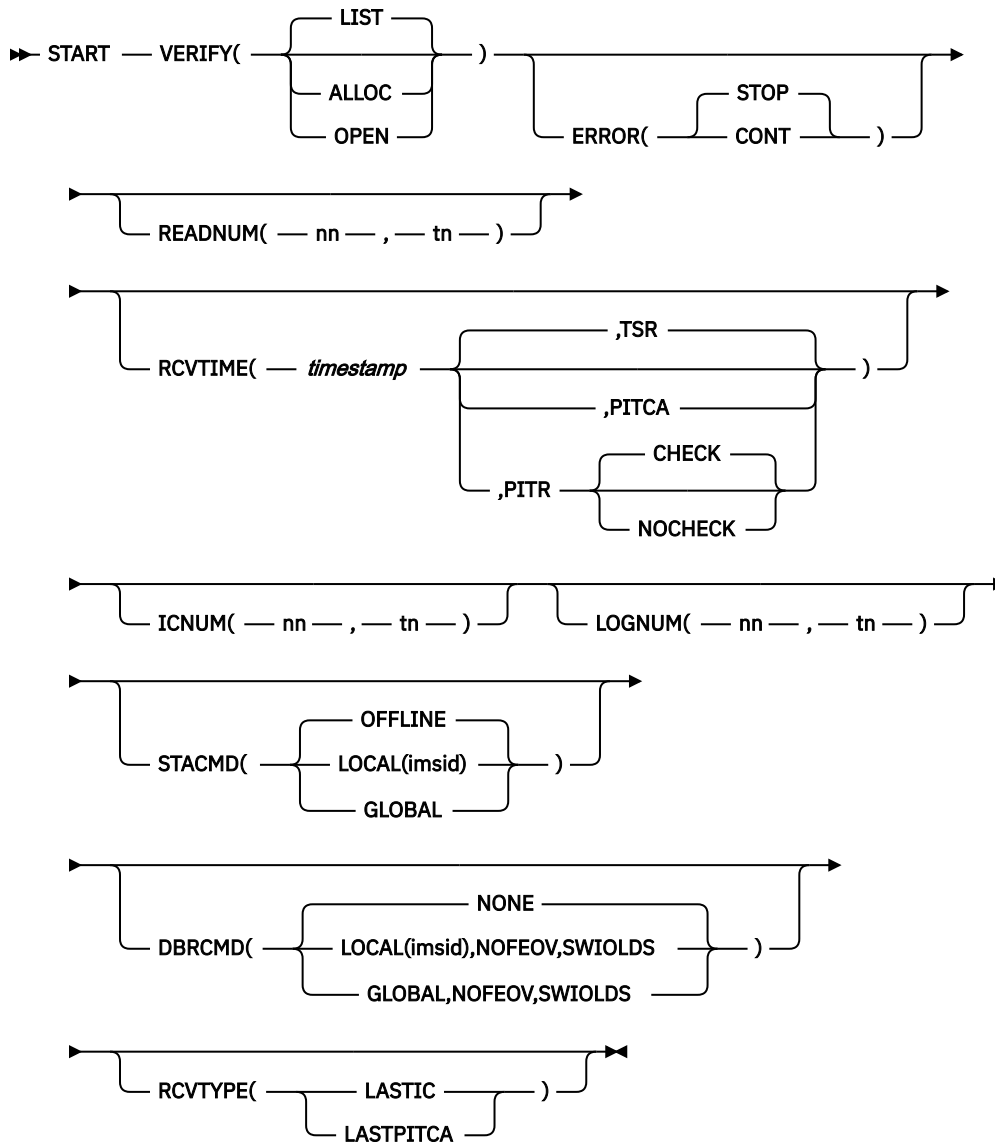 LIST
START VERIFY( )
ALLOC
STOP
OPEN
ERROR( CONT )
READNUM( nn , tn )
,TSR
RCVTIME( timestamp )
,PITCA
CHECK
,PITR
NOCHECK
ICNUM( nn , tn ) LOGNUM( nn , tn )
OFFLINE
STACMD( LOCAL(imsid) )
GLOBAL
NONE
DBRCMD( LOCAL(imsid),NOFEOV,SWIOLDS )
GLOBAL,NOFEOV,SWIOLDS
RCVTYPE( LASTIC )
LASTPITCA